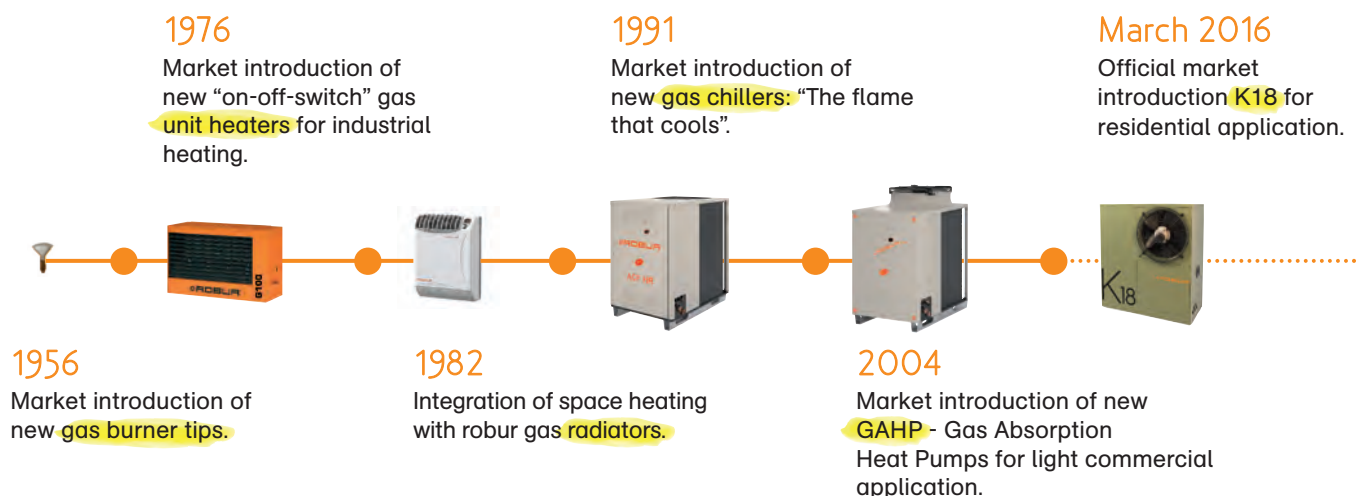 1976
Market introduction of
new “on-off-switch” gas
unit heaters for industrial
heating.
1991
Market introduction of
new gas chillers: “The flame
that cools”.
March 2016
Official market
introduction K18 for
residential application.
G100
ROBUR
ROBUR
K18
1956
Market introduction of
new gas burner tips.
1982
Integration of space heating
with robur gas radiators.
2004
Market introduction of new
GAHP - Gas Absorption
Heat Pumps for light commercial
application.